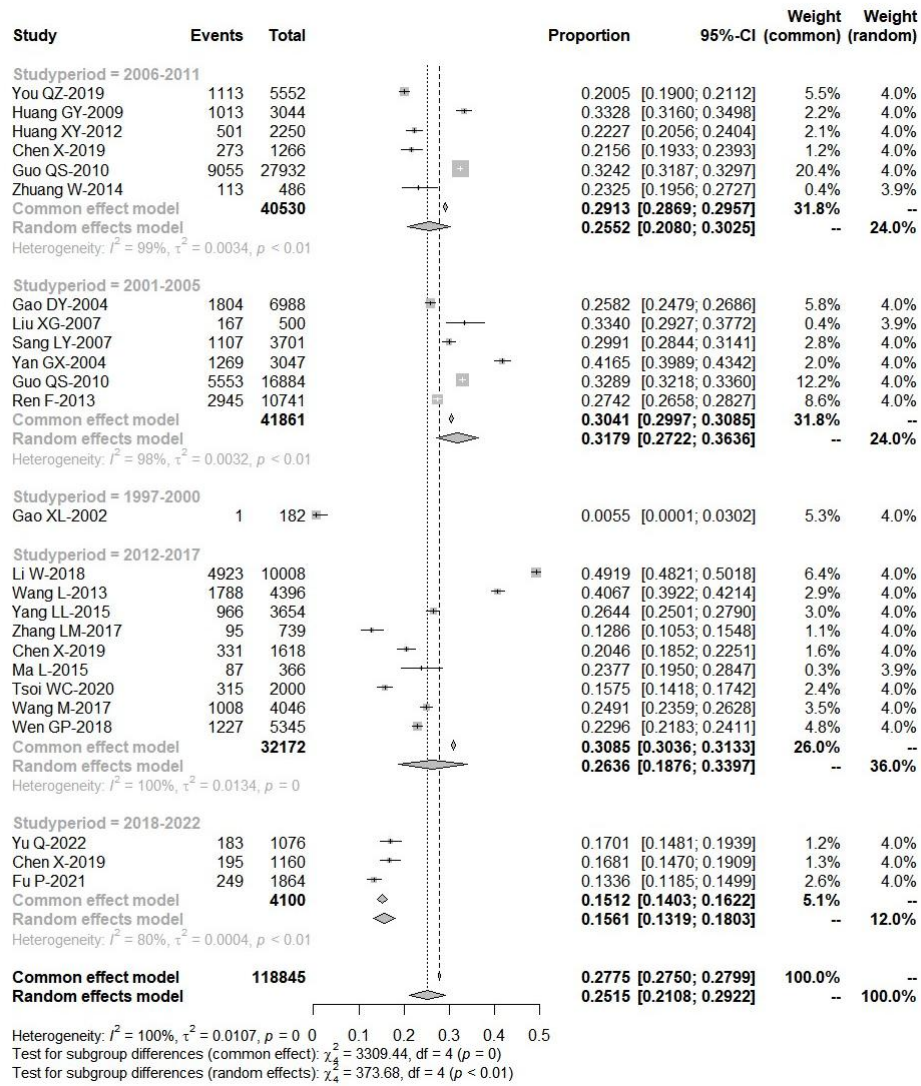 Study Events Total Proportion 95%-CI Weight (common) Weight (random)
Studyperiod = 2006-2011
You QZ-2019 1113 5552 0.2005 [0.1900; 0.2112] 5.5% 4.0%
Huang GY-2009 1013 3044 0.3328 [0.3160; 0.3498] 2.2% 4.0%
Huang XY-2012 501 2250 0.2227 [0.2056; 0.2404] 2.1% 4.0%
Chen X-2019 273 1266 0.2156 [0.1933; 0.2393] 1.2% 4.0%
Guo QS-2010 9055 27932 0.3242 [0.3187; 0.3297] 20.4% 4.0%
Zhuang W-2014 113 486 0.2325 [0.1956; 0.2727] 0.4% 3.9%
Common effect model 40530 0.2913 [0.2869; 0.2957] 31.8% --
Random effects model 0.2552 [0.2080; 0.3025] -- 24.0%
Heterogeneity: I² = 99%, τ² = 0.0034, p < 0.01
Studyperiod = 2001-2005
Gao DY-2004 1804 6988 0.2582 [0.2479; 0.2686] 5.8% 4.0%
Liu XG-2007 167 500 0.3340 [0.2927; 0.3772] 0.4% 3.9%
Sang LY-2007 1107 3701 0.2991 [0.2844; 0.3141] 2.8% 4.0%
Yan GX-2004 1269 3047 0.4165 [0.3989; 0.4342] 2.0% 4.0%
Guo QS-2010 5553 16884 0.3289 [0.3218; 0.3360] 12.2% 4.0%
Ren F-2013 2945 10741 0.2742 [0.2658; 0.2827] 8.6% 4.0%
Common effect model 41861 0.3041 [0.2997; 0.3085] 31.8% --
Random effects model 0.3179 [0.2722; 0.3636] -- 24.0%
Heterogeneity: I² = 98%, τ² = 0.0032, p < 0.01
Studyperiod = 1997-2000
Gao XL-2002 1 182 0.0055 [0.0001; 0.0302] 5.3% 4.0%
Studyperiod = 2012-2017
Li W-2018 4923 10008 0.4919 [0.4821; 0.5018] 6.4% 4.0%
Wang L-2013 1788 4396 0.4067 [0.3922; 0.4214] 2.9% 4.0%
Yang LL-2015 966 3654 0.2644 [0.2501; 0.2790] 3.0% 4.0%
Zhang LM-2017 95 739 0.1286 [0.1053; 0.1548] 1.1% 4.0%
Chen X-2019 331 1618 0.2046 [0.1852; 0.2251] 1.6% 4.0%
Ma L-2015 87 366 0.2377 [0.1950; 0.2847] 0.3% 3.9%
Tsoi WC-2020 315 2000 0.1575 [0.1418; 0.1742] 2.4% 4.0%
Wang M-2017 1008 4046 0.2491 [0.2359; 0.2628] 3.5% 4.0%
Wen GP-2018 1227 5345 0.2296 [0.2183; 0.2411] 4.8% 4.0%
Common effect model 32172 0.3085 [0.3036; 0.3133] 26.0% --
Random effects model 0.2636 [0.1876; 0.3397] -- 36.0%
Heterogeneity: I² = 100%, τ² = 0.0134, p = 0
Studyperiod = 2018-2022
Yu Q-2022 183 1076 0.1701 [0.1481; 0.1939] 1.2% 4.0%
Chen X-2019 195 1160 0.1681 [0.1470; 0.1909] 1.3% 4.0%
Fu P-2021 249 1864 0.1336 [0.1185; 0.1499] 2.6% 4.0%
Common effect model 4100 0.1512 [0.1403; 0.1622] 5.1% --
Random effects model 0.1561 [0.1319; 0.1803] -- 12.0%
Heterogeneity: I² = 80%, τ² = 0.0004, p < 0.01
Common effect model 118845 0.2775 [0.2750; 0.2799] 100.0% --
Random effects model 0.2515 [0.2108; 0.2922] -- 100.0%
Heterogeneity: I² = 100%, τ² = 0.0107, p = 0 0 0.1 0.2 0.3 0.4 0.5
Test for subgroup differences (common effect): χ²₄ = 3309.44, df = 4 (p = 0)
Test for subgroup differences (random effects): χ²₄ = 373.68, df = 4 (p < 0.01)